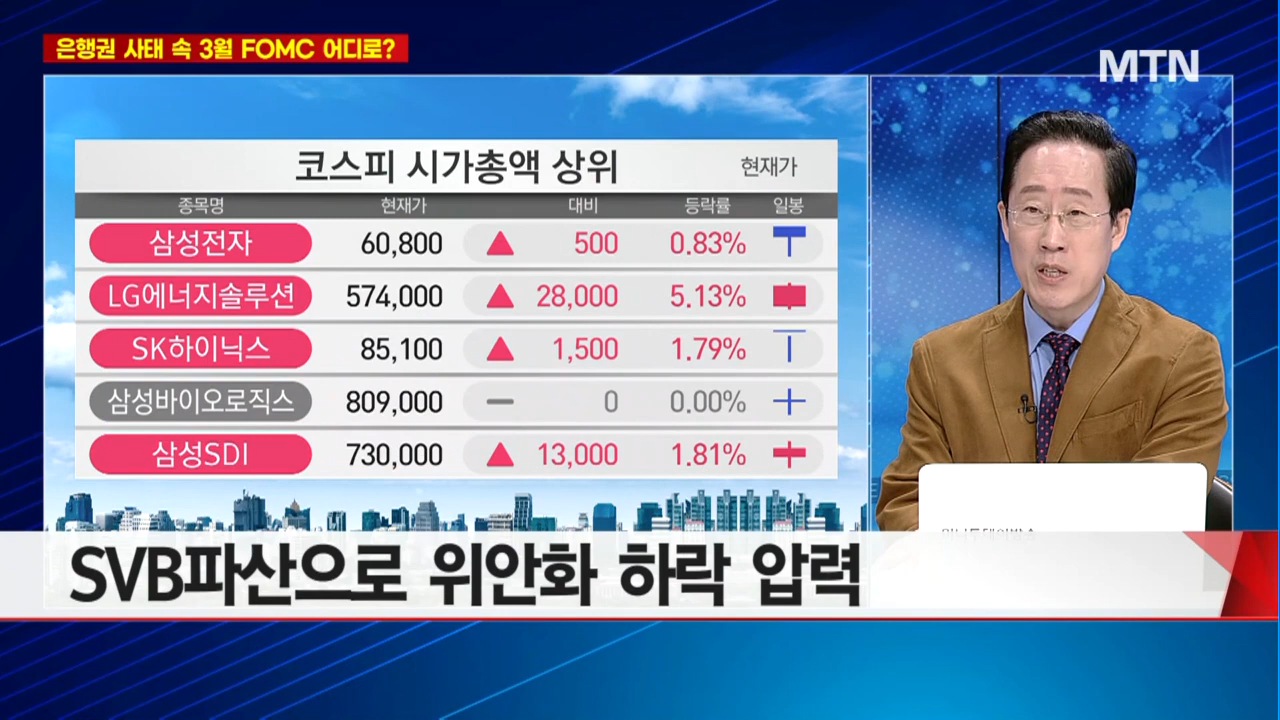 은행권 사태 속 3월 FOMC 어디로?
MTN
코스피 시가총액 상위
현재가
종목명 현재가 대비 등락률 일봉
삼성전자 60,800 ▲ 500 0.83%
LG에너지솔루션 574,000 ▲ 28,000 5.13%
SK하이닉스 85,100 ▲ 1,500 1.79%
삼성바이오로직스 809,000 - 0 0.00%
삼성SDI 730,000 ▲ 13,000 1.81%
SVB파산으로 위안화 하락 압력